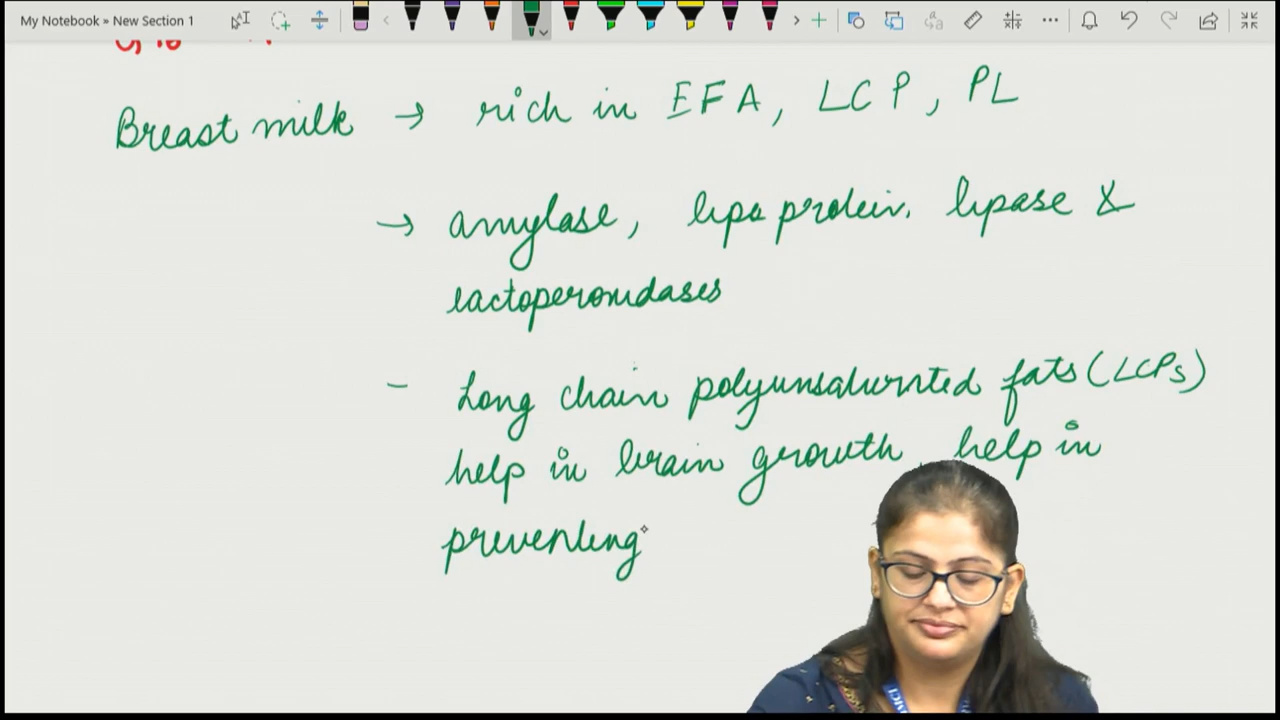 My Notebook » New Section 1
Breast milk → rich in EFA, LCP, PL
→ amylase, lipoprotein, lipase &
lactoperoxidases
- Long chain polyunsaturated fats (LCPs)
help in brain growth, help in
preventing